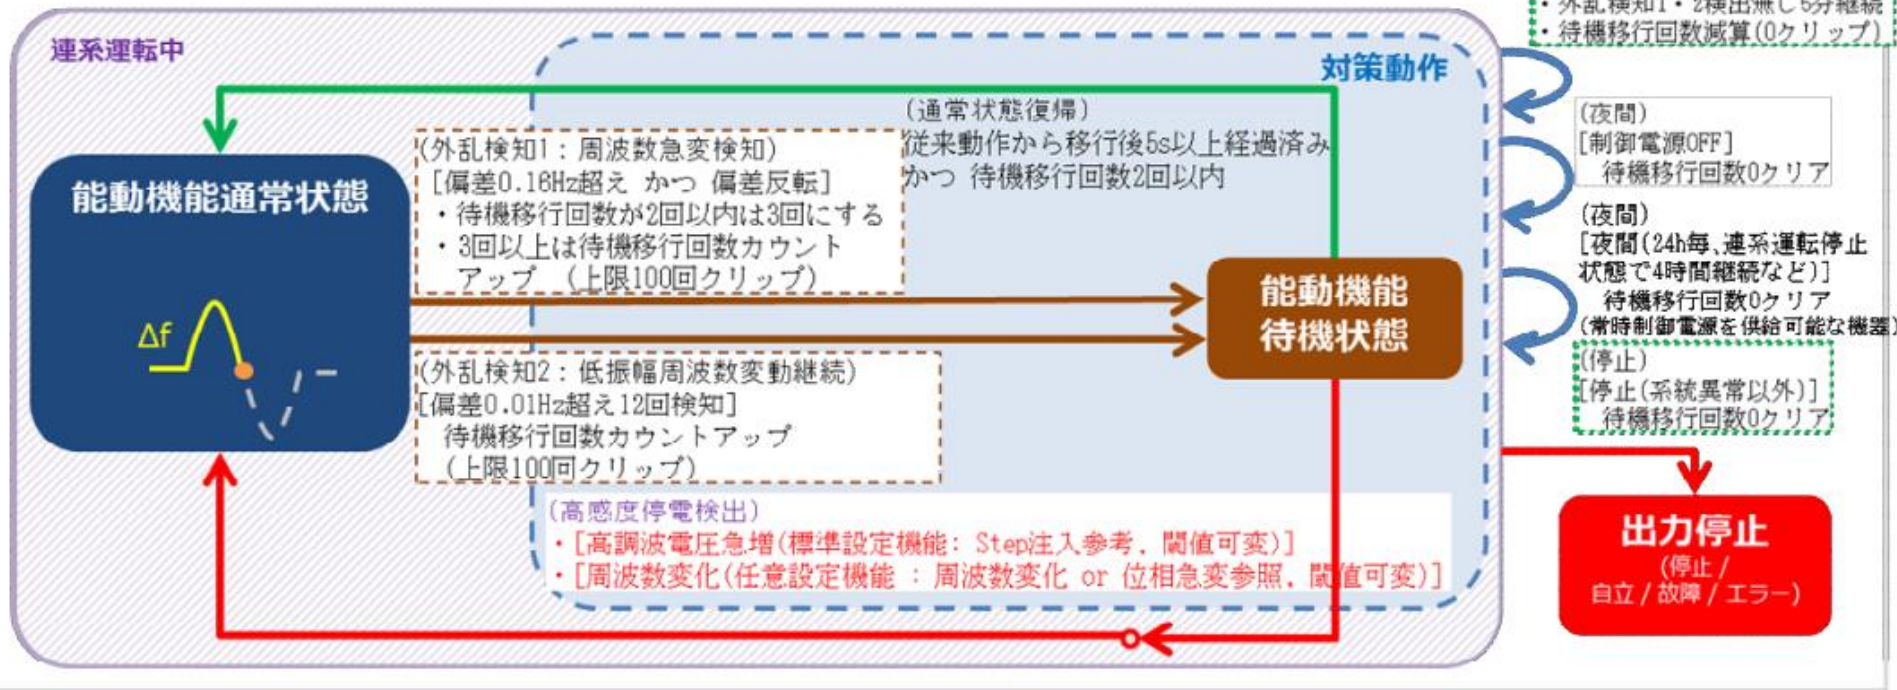 連系運転中
対策動作
・外乱検知1・2検出無し5分継続
・待機移行回数減算(0クリップ)
(通常状態復帰)
従来動作から移行後5s以上経過済み
かつ 待機移行回数2回以内
(外乱検知1：周波数急変検知)
[偏差0.16Hz超え かつ 偏差反転]
・待機移行回数が2回以内は3回にする
・3回以上は待機移行回数カウント
アップ (上限100回クリップ)
能動機能通常状態
Δf
能動機能
待機状態
(外乱検知2：低振幅周波数変動継続)
[偏差0.01Hz超え12回検知]
待機移行回数カウントアップ
(上限100回クリップ)
(高感度停電検出)
・[高調波電圧急増(標準設定機能: Step注入参考, 閾値可変)]
・[周波数変化(任意設定機能 : 周波数変化 or 位相急変参照, 閾値可変)]
(夜間)
[制御電源OFF]
待機移行回数0クリア
(夜間)
[夜間(24h毎、連系運転停止
状態で4時間継続など)]
待機移行回数0クリア
(常時制御電源を供給可能な機器)
(停止)
[停止(系統異常以外)]
待機移行回数0クリア
出力停止
(停止 /
自立 / 故障 / エラー)